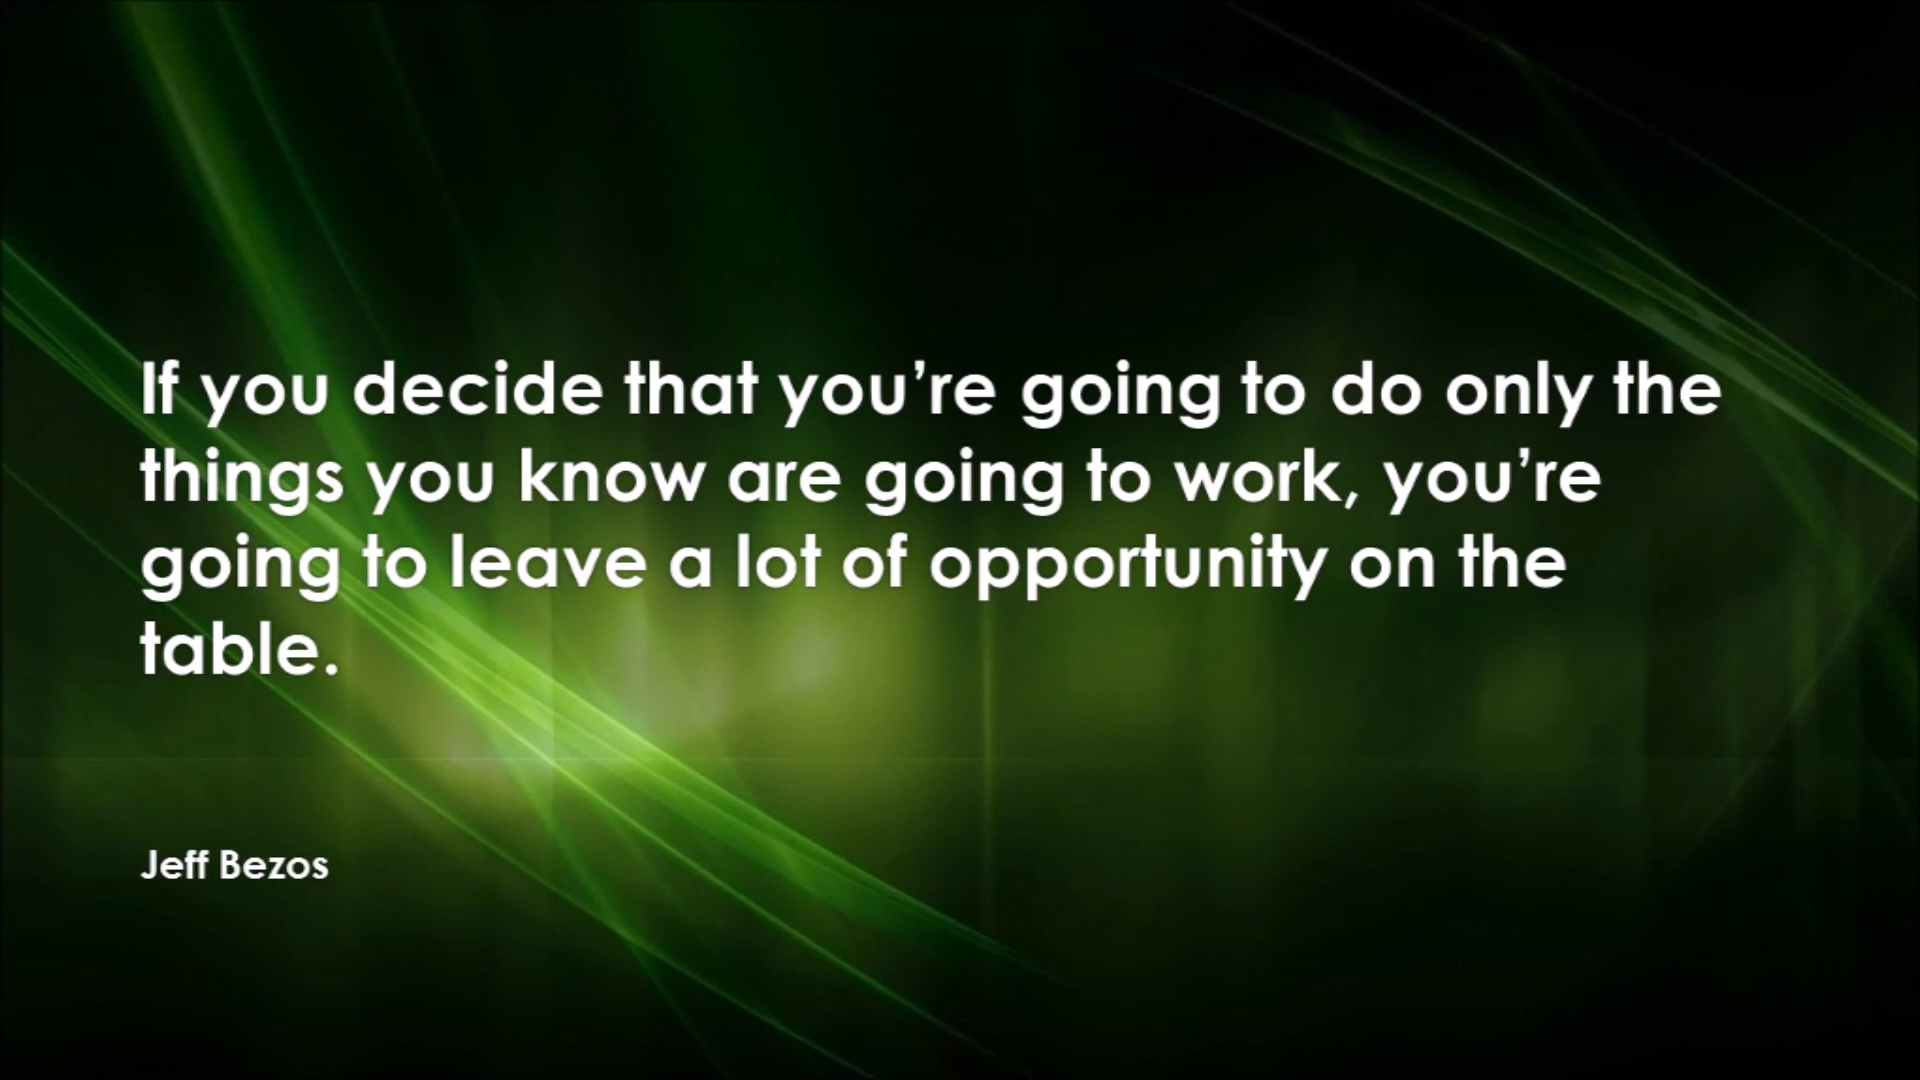 If you decide that you’re going to do only the
things you know are going to work, you’re
going to leave a lot of opportunity on the
table.
Jeff Bezos